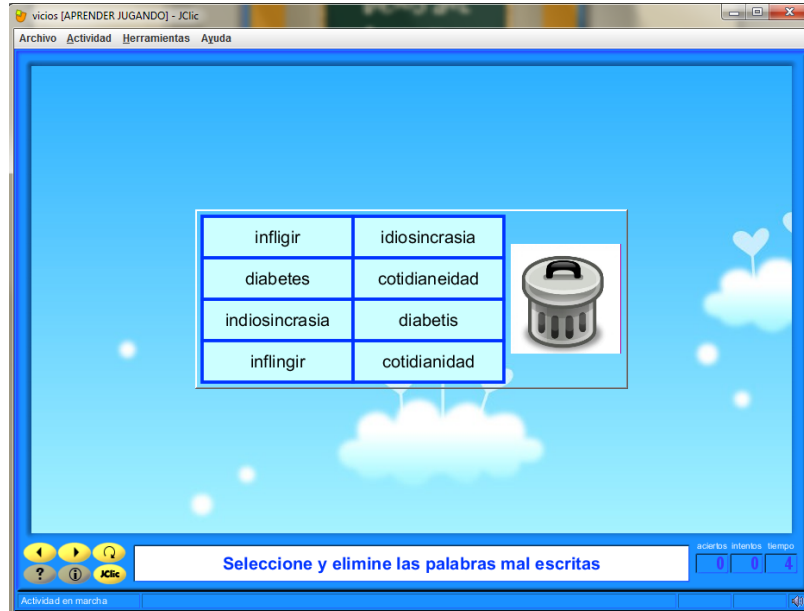 vicios [APRENDER JUGANDO] - JClic
Archivo Actividad Herramientas Ayuda
infligir idiosincrasia
diabetes cotidianeidad
indiosincrasia diabetis
inflingir cotidianidad
Seleccione y elimine las palabras mal escritas
aciertos intentos tiempo
0 0 4
JClic
Actividad en marcha